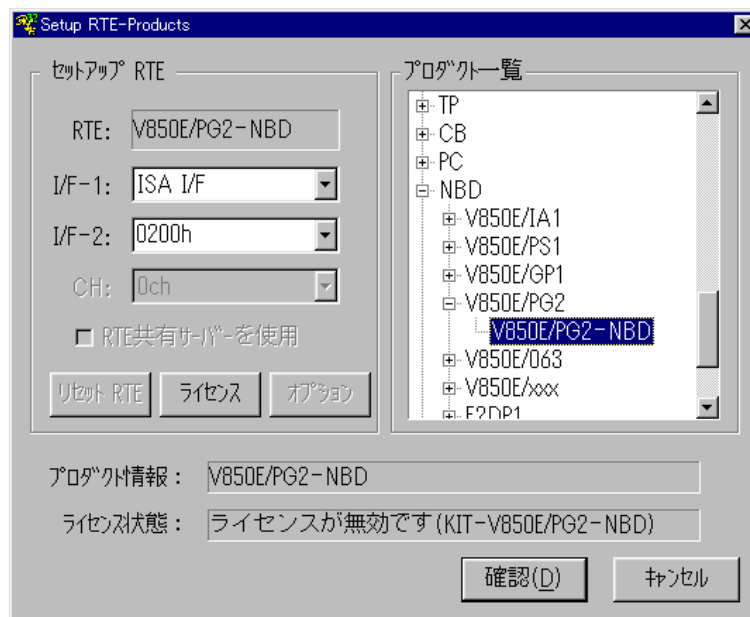 Setup RTE-Products
ｾｯﾄｱｯﾌﾟ RTE
RTE: V850E/PG2-NBD
I/F-1: ISA I/F
I/F-2: 0200h
CH: 0ch
RTE共有ｻｰﾊﾞｰを使用
ﾘｾｯﾄ RTE
ﾗｲｾﾝｽ
ｵﾌﾟｼｮﾝ
ﾌﾟﾛﾀﾞｸﾄ一覧
TP
CB
PC
NBD
V850E/IA1
V850E/PS1
V850E/GP1
V850E/PG2
V850E/PG2-NBD
V850E/063
V850E/xxx
F2DP1
ﾌﾟﾛﾀﾞｸﾄ情報： V850E/PG2-NBD
ﾗｲｾﾝｽ状態： ライセンスが無効です(KIT-V850E/PG2-NBD)
確認(D)
ｷｬﾝｾﾙ